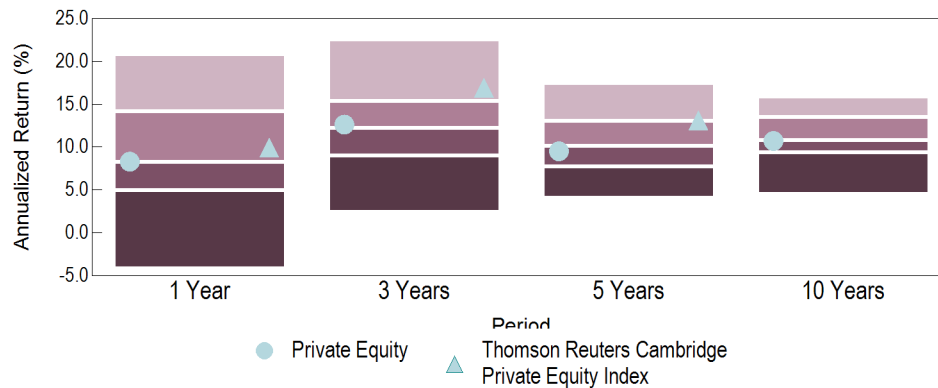 Annualized Return (%)
25.0
20.0
15.0
10.0
5.0
0.0
-5.0
1 Year
3 Years
5 Years
10 Years
Period
Private Equity
Thomson Reuters Cambridge
Private Equity Index